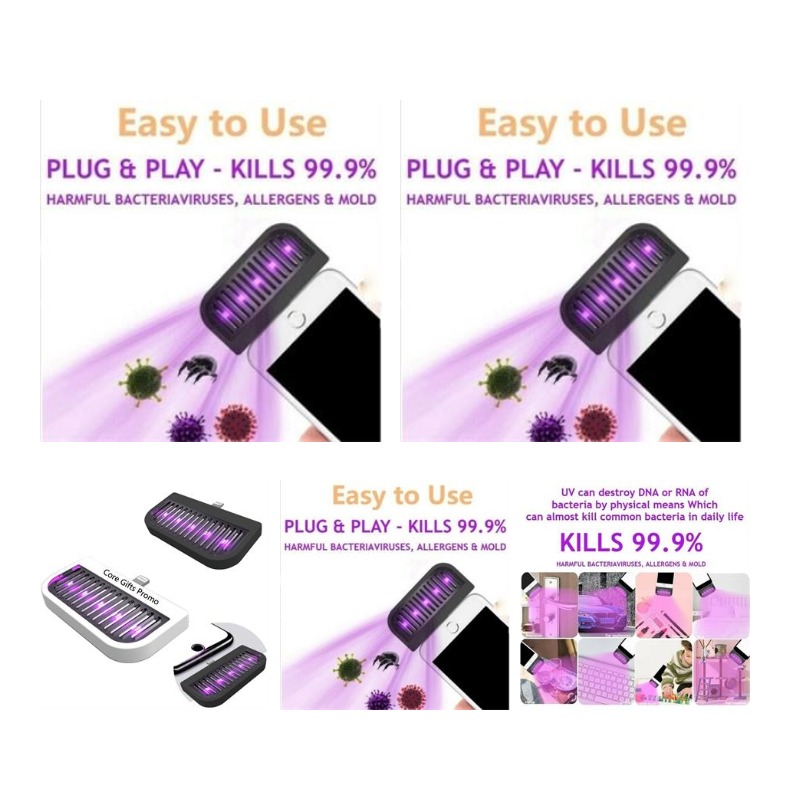 Easy to Use
PLUG & PLAY - KILLS 99.9%
HARMFUL BACTERIAVIRUSES, ALLERGENS & MOLD
Easy to Use
PLUG & PLAY - KILLS 99.9%
HARMFUL BACTERIAVIRUSES, ALLERGENS & MOLD
Core Gifts Promo
Easy to Use
PLUG & PLAY - KILLS 99.9%
HARMFUL BACTERIAVIRUSES, ALLERGENS & MOLD
UV can destroy DNA or RNA of
bacteria by physical means Which
can almost kill common bacteria in daily life
KILLS 99.9%
HARMFUL BACTERIAVIRUSES, ALLERGENS & MOLD